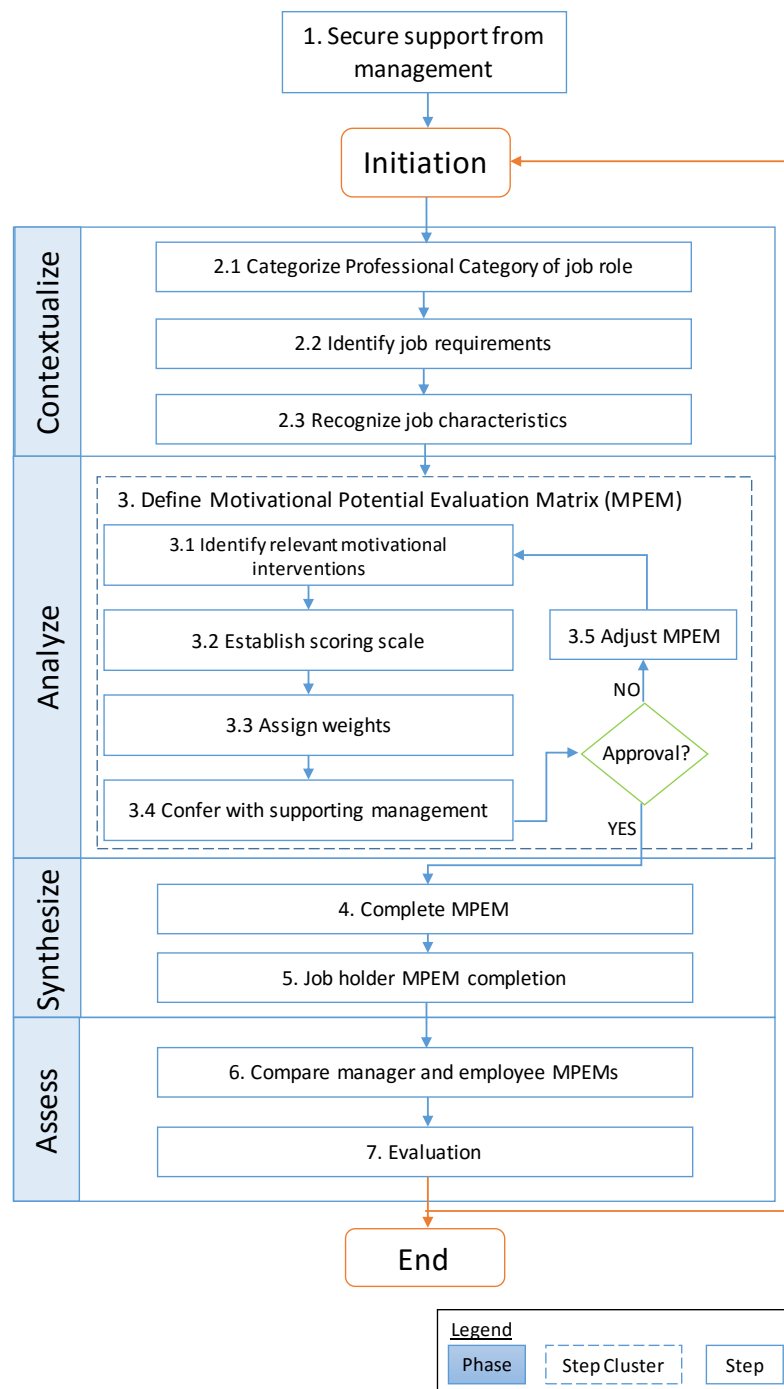 1. Secure support from
management
Initiation
Contextualize
2.1 Categorize Professional Category of job role
2.2 Identify job requirements
2.3 Recognize job characteristics
Analyze
3. Define Motivational Potential Evaluation Matrix (MPEM)
3.1 Identify relevant motivational
interventions
3.2 Establish scoring scale
3.5 Adjust MPEM
NO
3.3 Assign weights
Approval?
3.4 Confer with supporting management
YES
Synthesize
4. Complete MPEM
5. Job holder MPEM completion
Assess
6. Compare manager and employee MPEMs
7. Evaluation
End
Legend
Phase
Step Cluster
Step